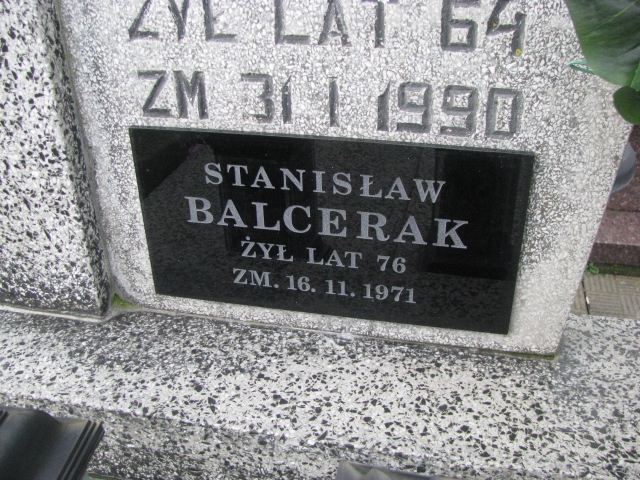 ŻYŁ LAT 64
ZM 31 I 1990
STANISŁAW
BALCERAK
ŻYŁ LAT 76
ZM. 16. 11. 1971